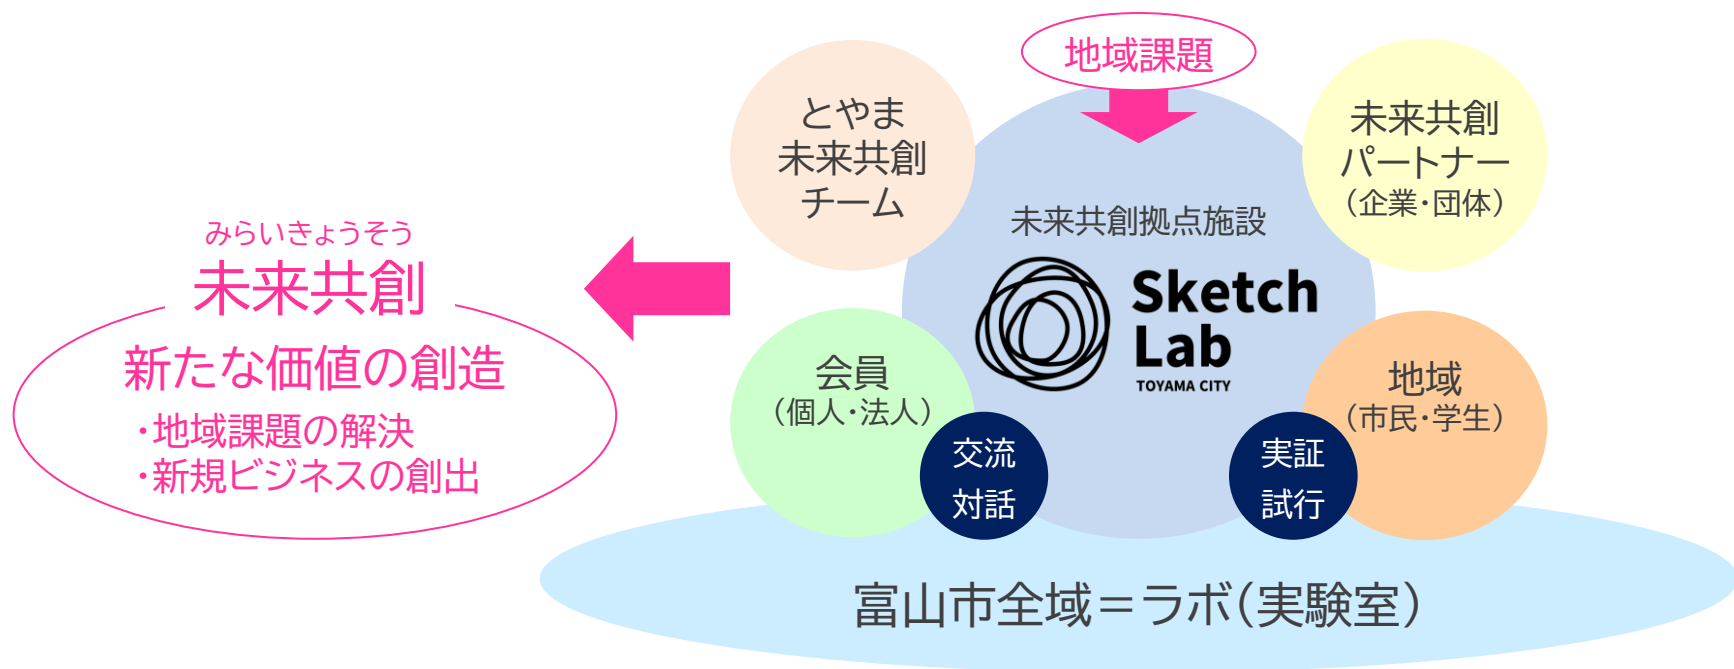 地域課題
とやま
未来共創
チーム
未来共創
パートナー
（企業・団体）
未来共創拠点施設
Sketch
Lab
TOYAMA CITY
みらいきょうそう
未来共創
新たな価値の創造
・地域課題の解決
・新規ビジネスの創出
会員
（個人・法人）
地域
（市民・学生）
交流
対話
実証
試行
富山市全域＝ラボ（実験室）